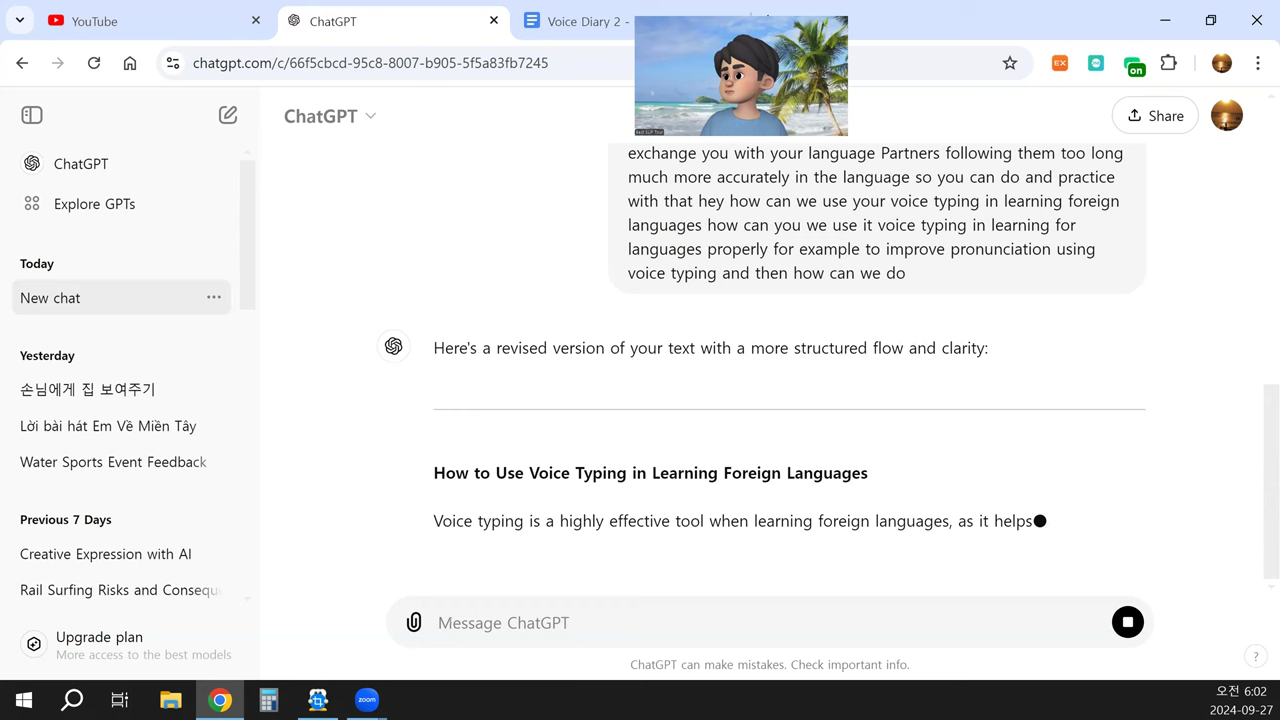 YouTube
ChatGPT
Voice Diary 2 -
chatgpt.com/c/66f5cbcd-95c8-8007-b905-5f5a83fb7245
EX
on
ChatGPT
Share
ChatGPT
Explore GPTs
Today
New chat
Yesterday
손님에게 집 보여주기
Lời bài hát Em Về Miền Tây
Water Sports Event Feedback
Previous 7 Days
Creative Expression with AI
Rail Surfing Risks and Consequ
Upgrade plan
More access to the best models
exchange you with your language Partners following them too long
much more accurately in the language so you can do and practice
with that hey how can we use your voice typing in learning foreign
languages how can you we use it voice typing in learning for
languages properly for example to improve pronunciation using
voice typing and then how can we do
Here's a revised version of your text with a more structured flow and clarity:
How to Use Voice Typing in Learning Foreign Languages
Voice typing is a highly effective tool when learning foreign languages, as it helps
Message ChatGPT
ChatGPT can make mistakes. Check important info.
?
zoom
오전 6:02
2024-09-27